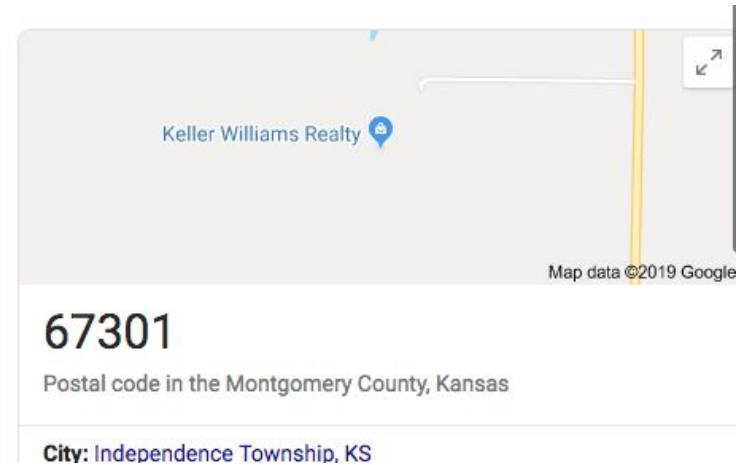 Keller Williams Realty
Map data ©2019 Google
67301
Postal code in the Montgomery County, Kansas
City: Independence Township, KS